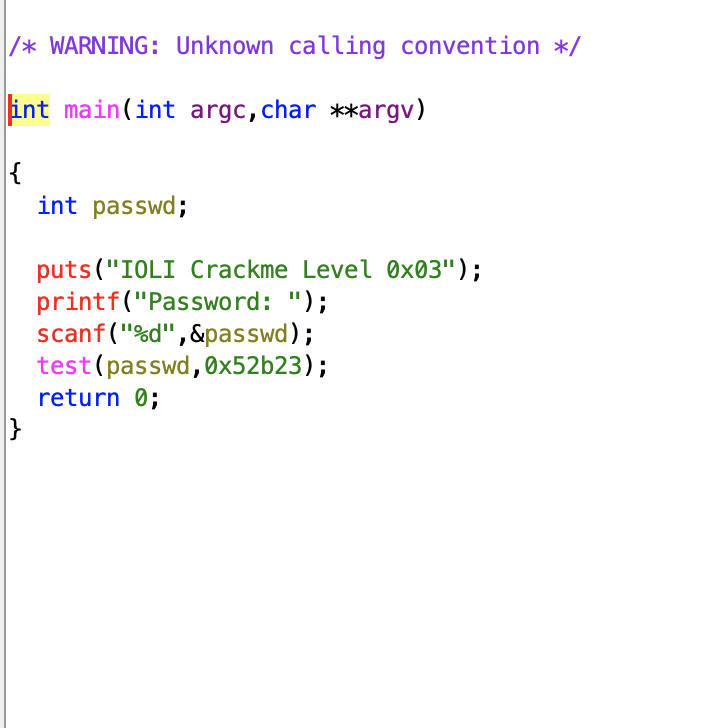 /* WARNING: Unknown calling convention */
int main(int argc,char **argv)
{
int passwd;
puts("IOLI Crackme Level 0x03");
printf("Password: ");
scanf("%d",&passwd);
test(passwd,0x52b23);
return 0;
}